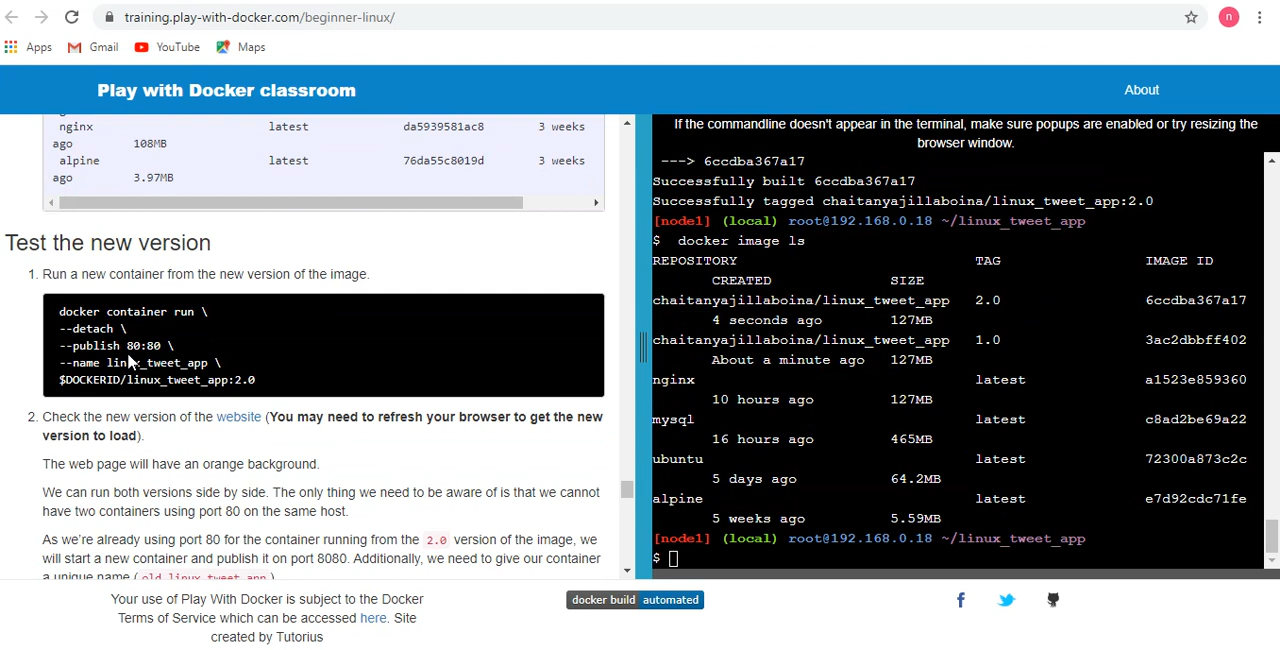 training.play-with-docker.com/beginner-linux/
n
Apps Gmail YouTube Maps
Play with Docker classroom
About
nginx latest da5939581ac8 3 weeks
ago 108MB
alpine latest 76da55c8019d 3 weeks
ago 3.97MB
Test the new version
1. Run a new container from the new version of the image.
docker container run \
--detach \
--publish 80:80 \
--name linux_tweet_app \
$DOCKERID/linux_tweet_app:2.0
2. Check the new version of the website (You may need to refresh your browser to get the new
version to load).
The web page will have an orange background.
We can run both versions side by side. The only thing we need to be aware of is that we cannot
have two containers using port 80 on the same host.
As we're already using port 80 for the container running from the 2.0 version of the image, we
will start a new container and publish it on port 8080. Additionally, we need to give our container
a unique name ( old_linux_tweet_app )
If the commandline doesn't appear in the terminal, make sure popups are enabled or try resizing the
browser window.
---> 6ccdba367a17
Successfully built 6ccdba367a17
Successfully tagged chaitanyajillaboina/linux_tweet_app:2.0
[node1] (local) root@192.168.0.18 ~/linux_tweet_app
$ docker image ls
REPOSITORY TAG IMAGE ID
CREATED SIZE
chaitanyajillaboina/linux_tweet_app 2.0 6ccdba367a17
4 seconds ago 127MB
chaitanyajillaboina/linux_tweet_app 1.0 3ac2dbbff402
About a minute ago 127MB
nginx latest a1523e859360
10 hours ago 127MB
mysql latest c8ad2be69a22
16 hours ago 465MB
ubuntu latest 72300a873c2c
5 days ago 64.2MB
alpine latest e7d92cdc71fe
5 weeks ago 5.59MB
[node1] (local) root@192.168.0.18 ~/linux_tweet_app
$
Your use of Play With Docker is subject to the Docker
Terms of Service which can be accessed here. Site
created by Tutorius
docker build automated
f